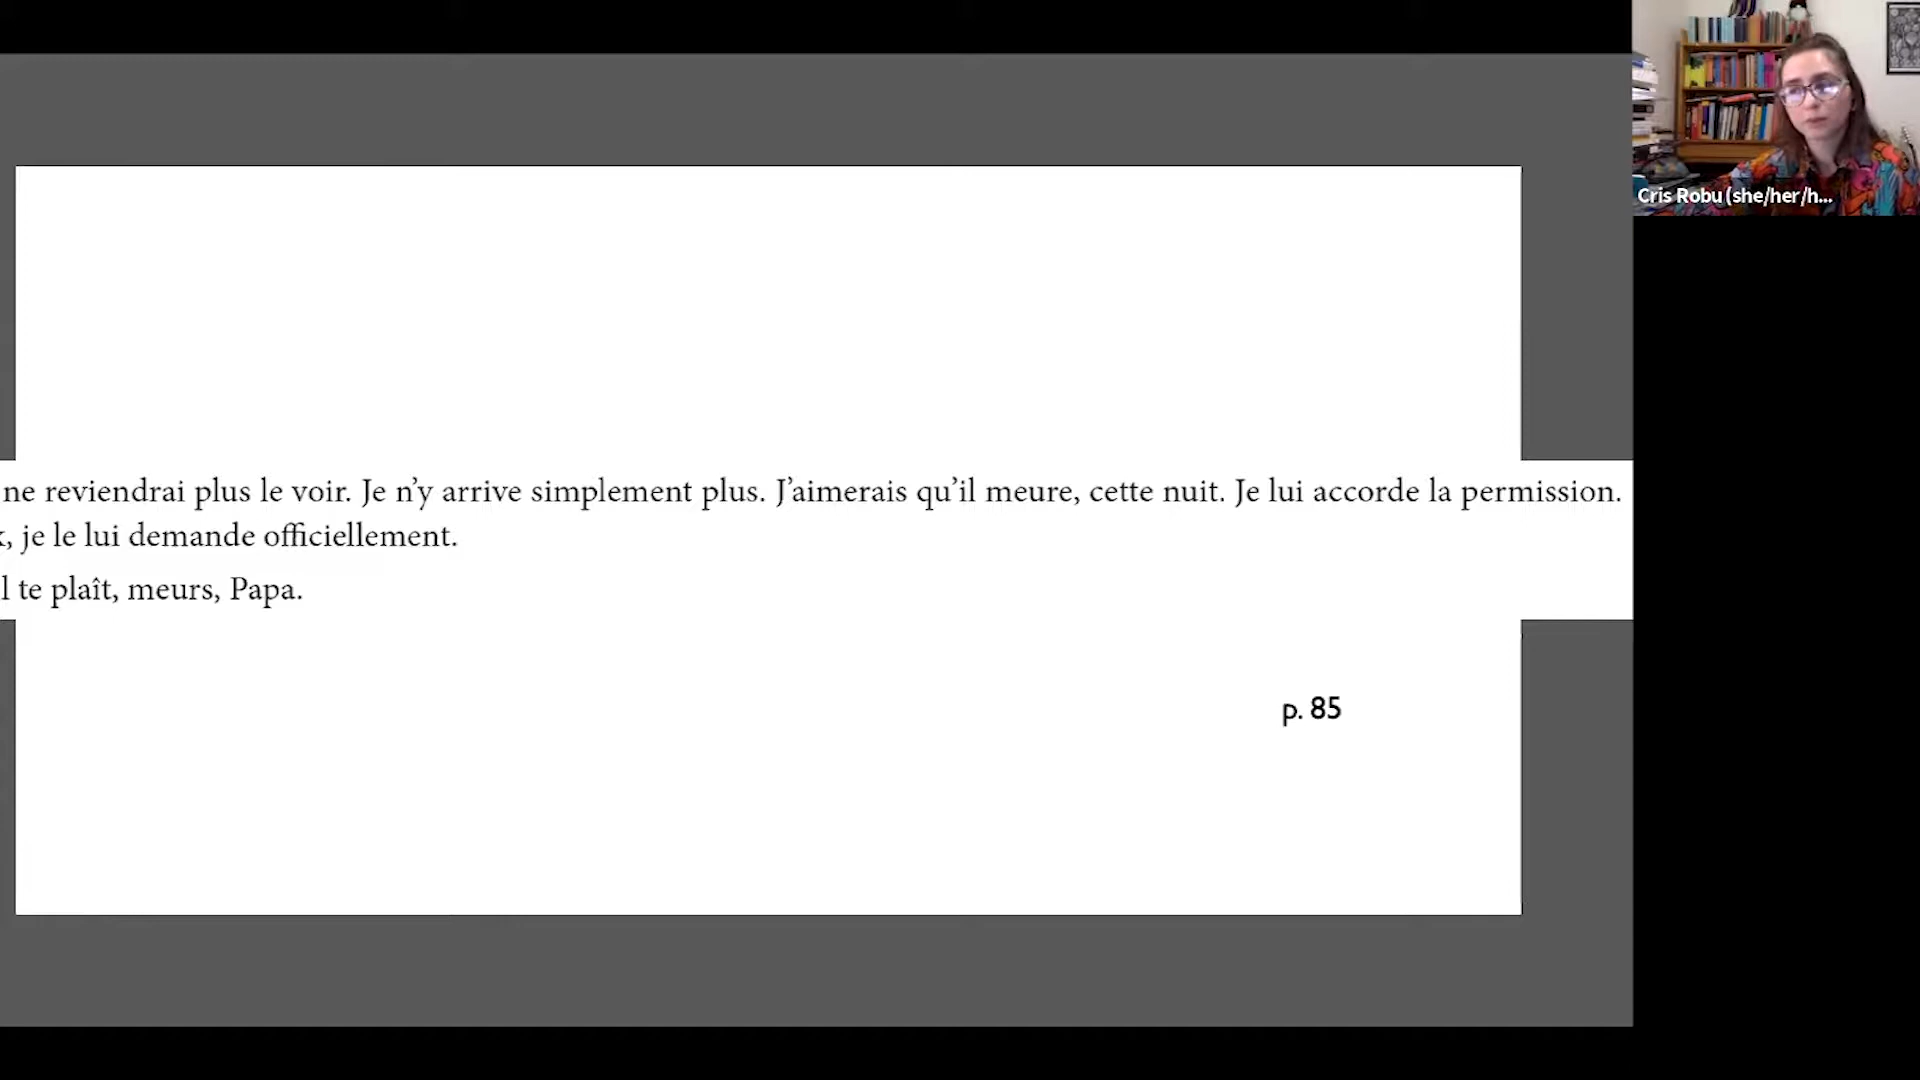 ne reviendrai plus le voir. Je n’y arrive simplement plus. J’aimerais qu’il meure, cette nuit. Je lui accorde la permission.
, je le lui demande officiellement.
l te plaît, meurs, Papa.
p. 85
Cris Robu (she/her/h...